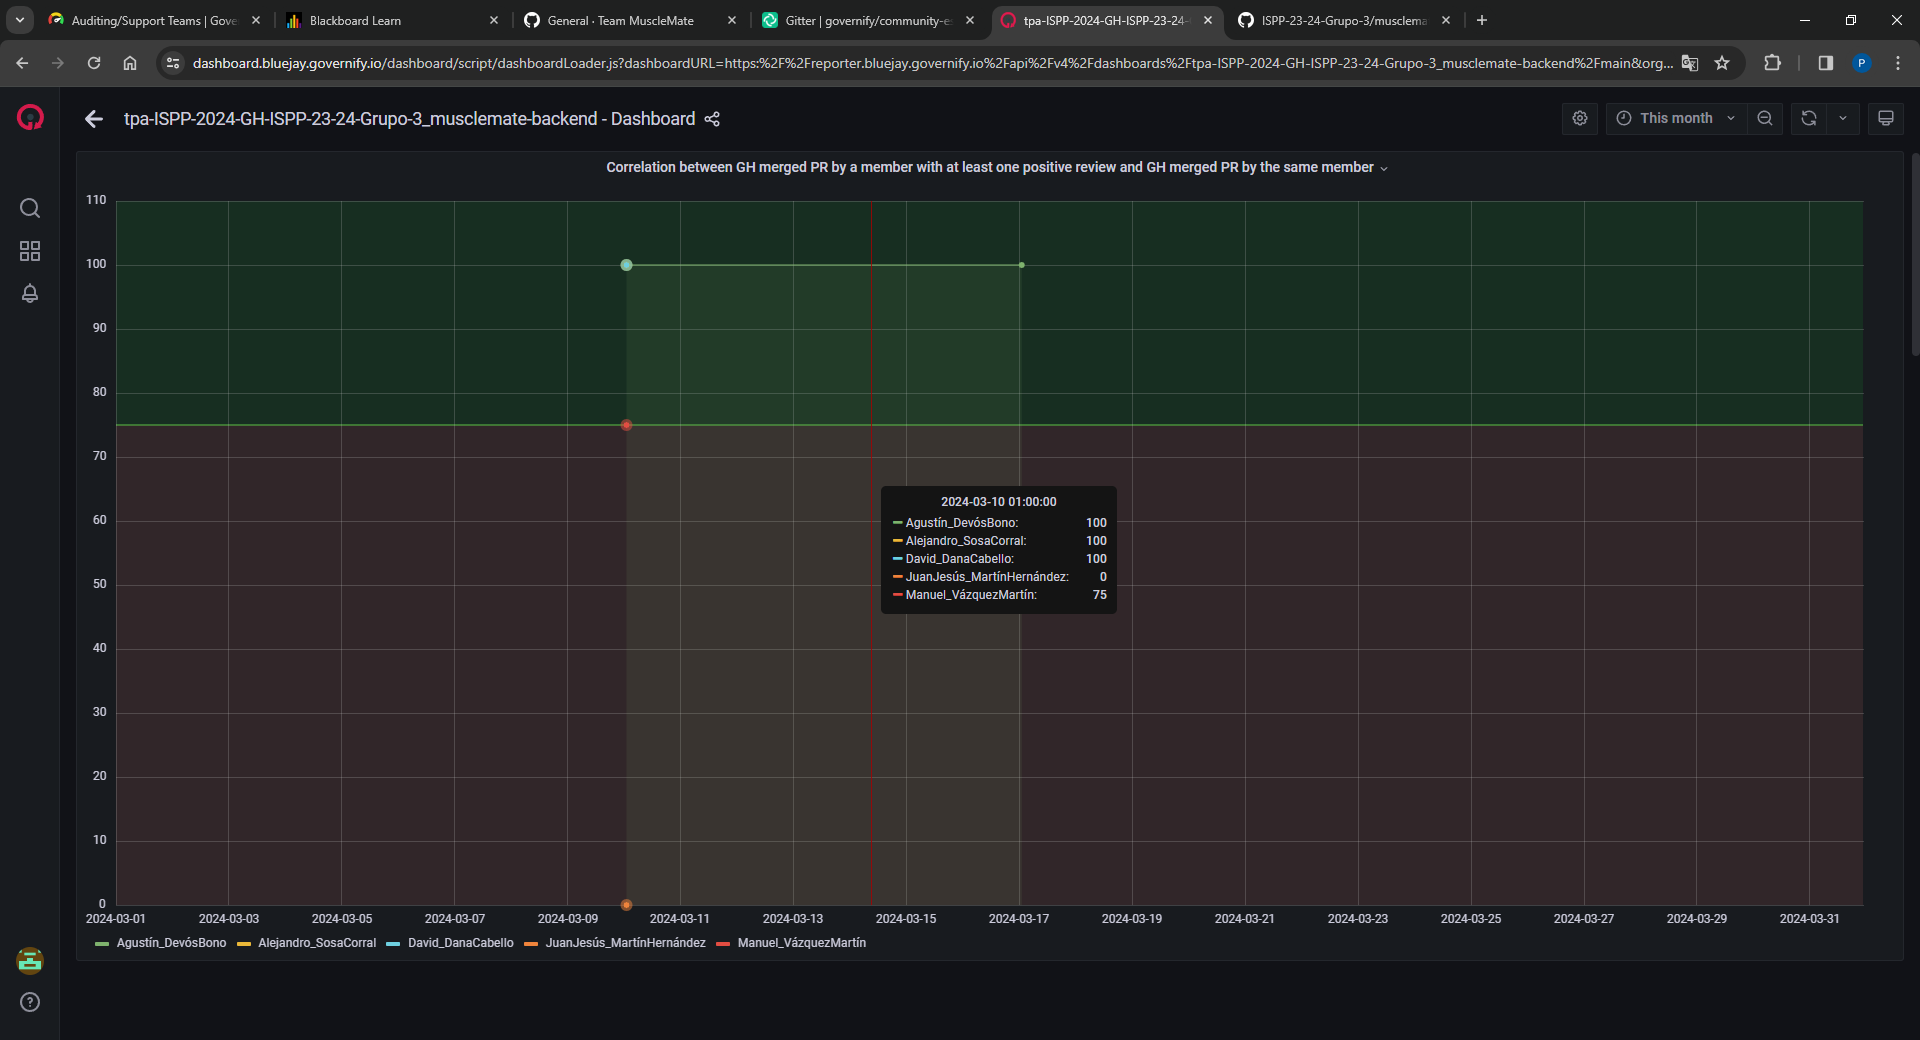 Auditing/Support Teams | Gove
Blackboard Learn
General · Team MuscleMate
Gitter | governify/community-e
tpa-ISPP-2024-GH-ISPP-23-24-
ISPP-23-24-Grupo-3/musclema
dashboard.bluejay.governify.io/dashboard/script/dashboardLoader.js?dashboardURL=https:%2F%2Freporter.bluejay.governify.io%2Fapi%2Fv4%2Fdashboards%2Ftpa-ISPP-2024-GH-ISPP-23-24-Grupo-3_musclemate-backend%2Fmain&org...
P
tpa-ISPP-2024-GH-ISPP-23-24-Grupo-3_musclemate-backend - Dashboard
This month
Correlation between GH merged PR by a member with at least one positive review and GH merged PR by the same member
110
100
90
80
70
60
50
40
30
20
10
0
2024-03-10 01:00:00
Agustín_DevósBono: 100
Alejandro_SosaCorral: 100
David_DanaCabello: 100
JuanJesús_MartínHernández: 0
Manuel_VázquezMartín: 75
2024-03-01 2024-03-03 2024-03-05 2024-03-07 2024-03-09 2024-03-11 2024-03-13 2024-03-15 2024-03-17 2024-03-19 2024-03-21 2024-03-23 2024-03-25 2024-03-27 2024-03-29 2024-03-31
Agustín_DevósBono Alejandro_SosaCorral David_DanaCabello JuanJesús_MartínHernández Manuel_VázquezMartín